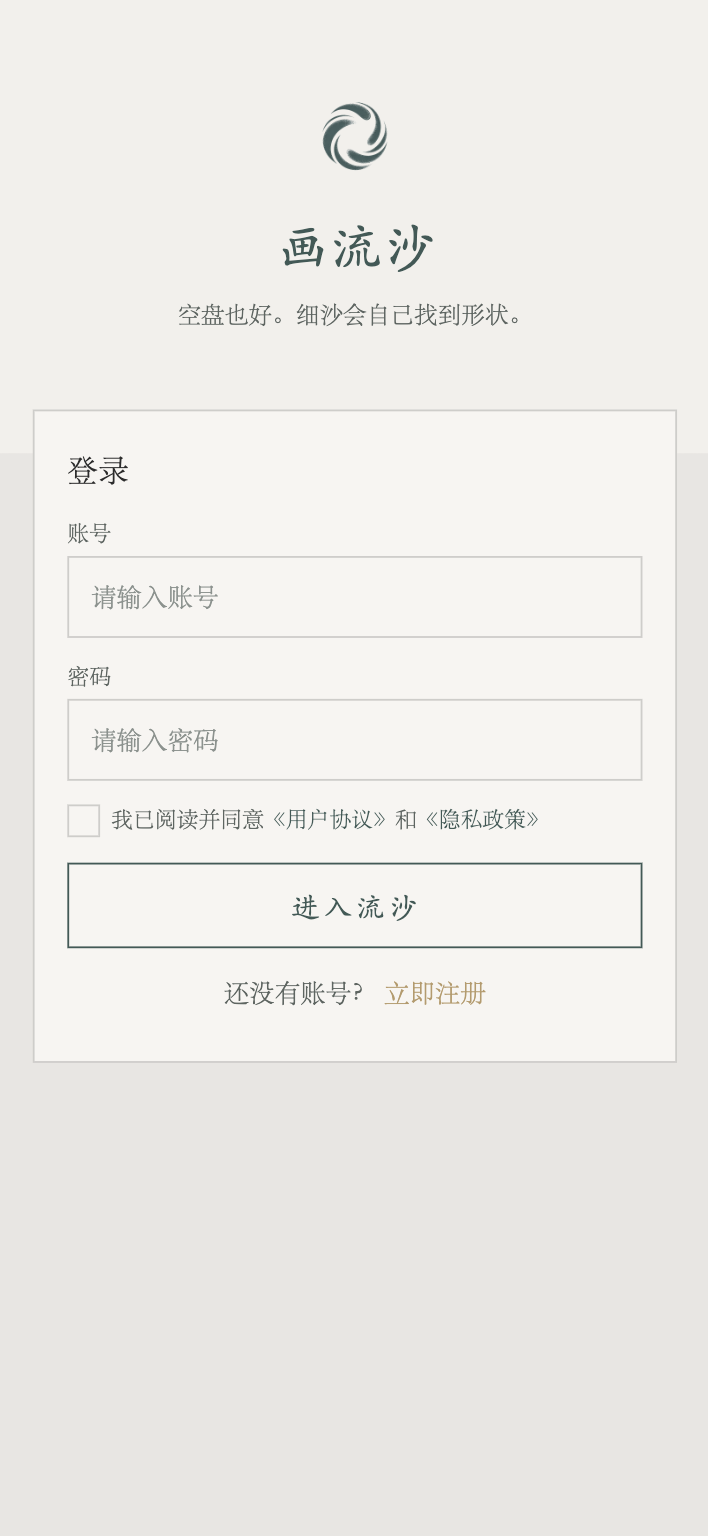 画流沙
空盘也好。细沙会自己找到形状。
登录
账号
请输入账号
密码
请输入密码
我已阅读并同意《用户协议》和《隐私政策》
进入流沙
还没有账号? 立即注册